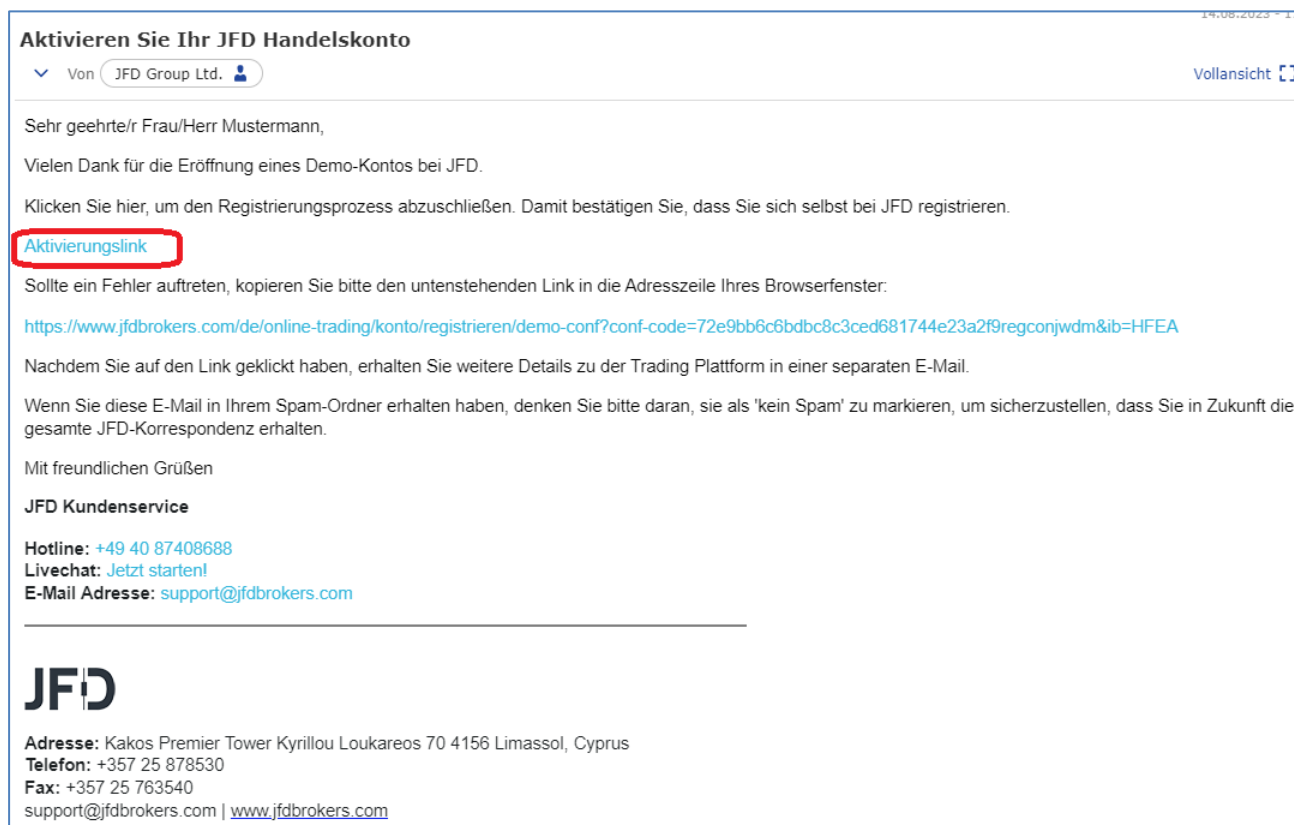 14.08.2023 - 1
Aktivieren Sie Ihr JFD Handelskonto
Von JFD Group Ltd.
Vollansicht
Sehr geehrte/r Frau/Herr Mustermann,
Vielen Dank für die Eröffnung eines Demo-Kontos bei JFD.
Klicken Sie hier, um den Registrierungsprozess abzuschließen. Damit bestätigen Sie, dass Sie sich selbst bei JFD registrieren.
Aktivierungslink
Sollte ein Fehler auftreten, kopieren Sie bitte den untenstehenden Link in die Adresszeile Ihres Browserfenster:
https://www.jfdbrokers.com/de/online-trading/konto/registrieren/demo-conf?conf-code=72e9bb6c6bdbc8c3ced681744e23a2f9regconjwdm&ib=HFEA
Nachdem Sie auf den Link geklickt haben, erhalten Sie weitere Details zu der Trading Plattform in einer separaten E-Mail.
Wenn Sie diese E-Mail in Ihrem Spam-Ordner erhalten haben, denken Sie bitte daran, sie als 'kein Spam' zu markieren, um sicherzustellen, dass Sie in Zukunft die
gesamte JFD-Korrespondenz erhalten.
Mit freundlichen Grüßen
JFD Kundenservice
Hotline: +49 40 87408688
Livechat: Jetzt starten!
E-Mail Adresse: support@jfdbrokers.com
JFD
Adresse: Kakos Premier Tower Kyrillou Loukareos 70 4156 Limassol, Cyprus
Telefon: +357 25 878530
Fax: +357 25 763540
support@jfdbrokers.com | www.jfdbrokers.com